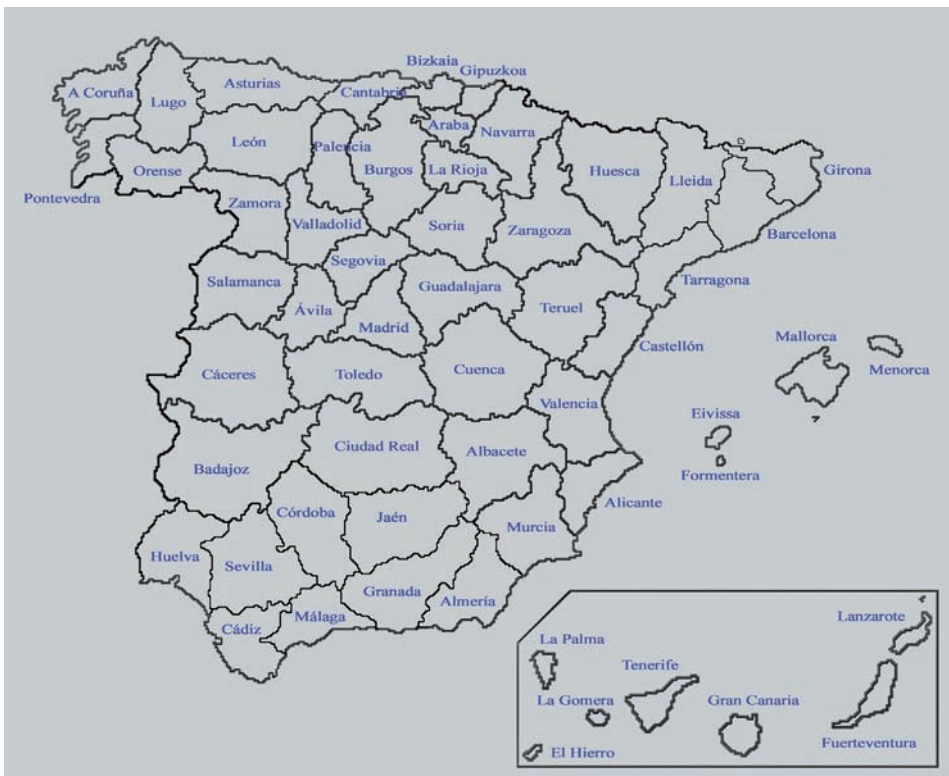 Bizkaia
Gipuzkoa
Asturias
Cantabria
A Coruña
Lugo
Araba
Navarra
León
Palencia
Burgos
La Rioja
Huesca
Lleida
Girona
Orense
Pontevedra
Zamora
Valladolid
Soria
Zaragoza
Barcelona
Segovia
Salamanca
Guadalajara
Tarragona
Ávila
Teruel
Madrid
Castellón
Mallorca
Menorca
Cáceres
Toledo
Cuenca
Valencia
Eivissa
Ciudad Real
Albacete
Badajoz
Formentera
Alicante
Córdoba
Jaén
Murcia
Huelva
Sevilla
Granada
Almería
Málaga
Cádiz
Lanzarote
La Palma
Tenerife
La Gomera
Gran Canaria
Fuerteventura
El Hierro